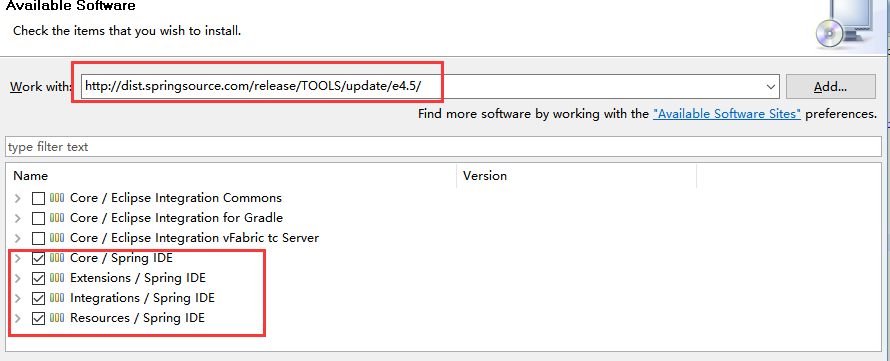 Available Software
Check the items that you wish to install.
Work with: http://dist.springsource.com/release/TOOLS/update/e4.5/ Add...
Find more software by working with the "Available Software Sites" preferences.
type filter text
Name Version
Core / Eclipse Integration Commons
Core / Eclipse Integration for Gradle
Core / Eclipse Integration vFabric tc Server
Core / Spring IDE
Extensions / Spring IDE
Integrations / Spring IDE
Resources / Spring IDE